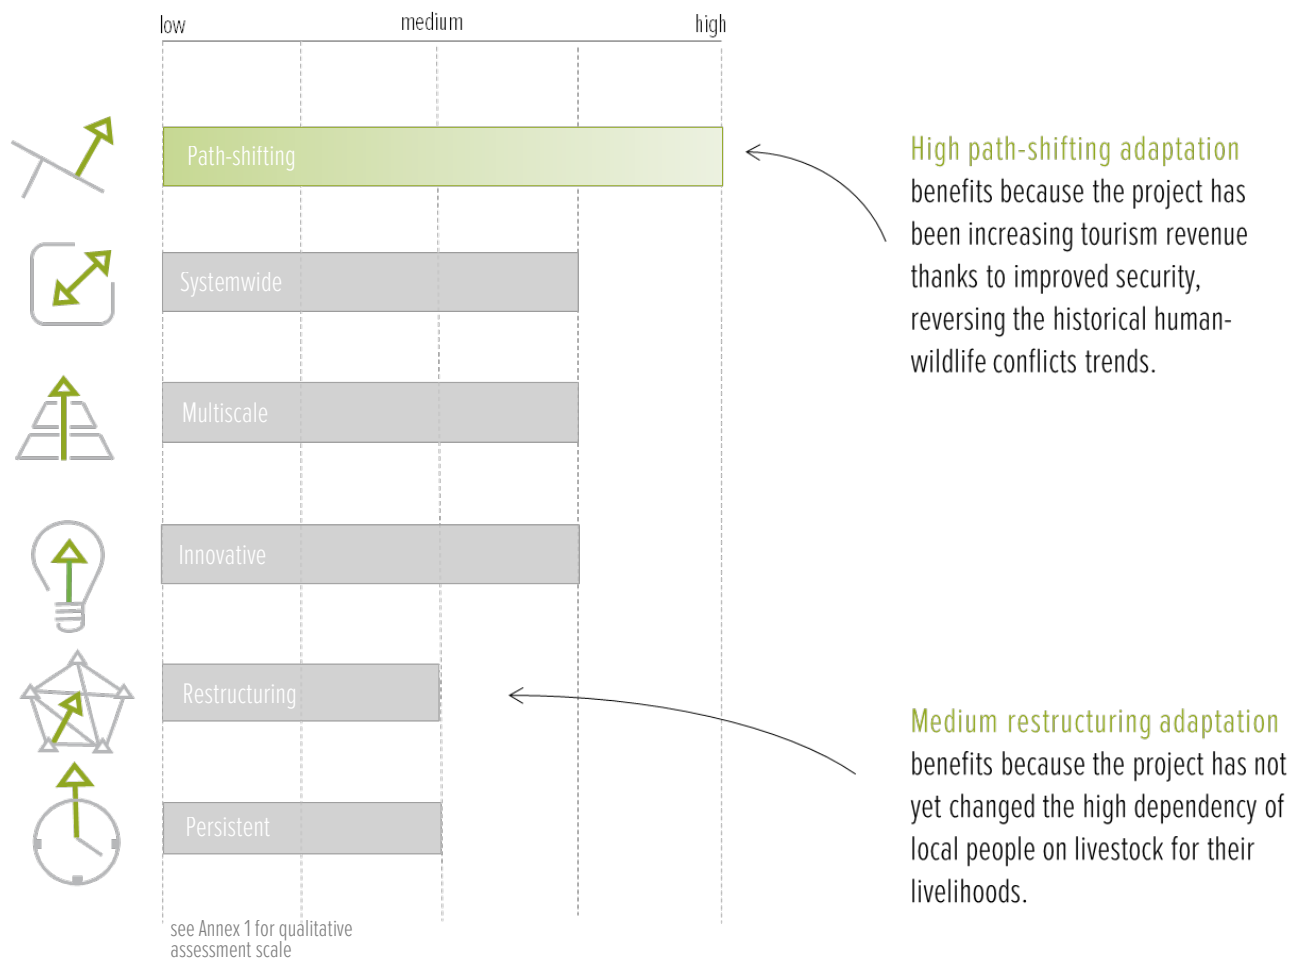 low medium high
Path-shifting
High path-shifting adaptation
benefits because the project has
been increasing tourism revenue
thanks to improved security,
reversing the historical human-
wildlife conflicts trends.
Systemwide
Multiscale
Innovative
Restructuring
Medium restructuring adaptation
benefits because the project has not
yet changed the high dependency of
local people on livestock for their
livelihoods.
Persistent
see Annex 1 for qualitative
assessment scale